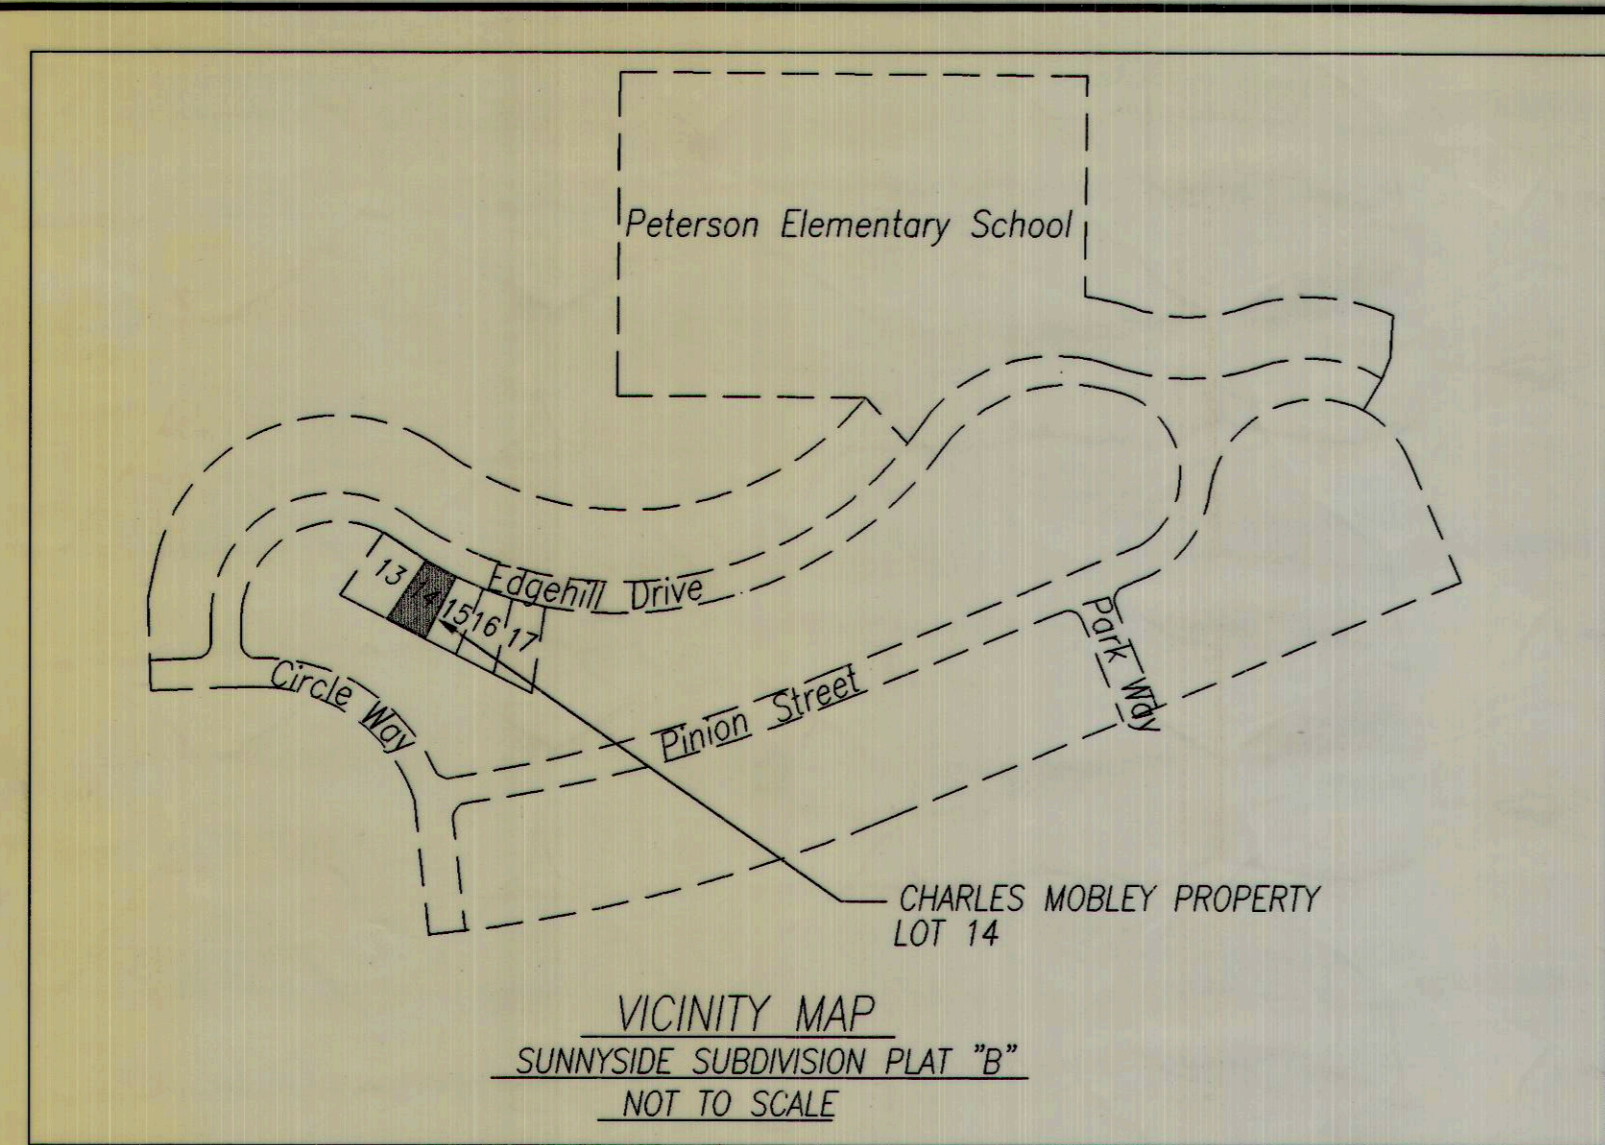 Peterson Elementary School
13
14
15
16
17
Edgehill Drive
Circle Way
Pinion Street
Park Way
CHARLES MOBLEY PROPERTY
LOT 14
VICINITY MAP
SUNNYSIDE SUBDIVISION PLAT "B"
NOT TO SCALE